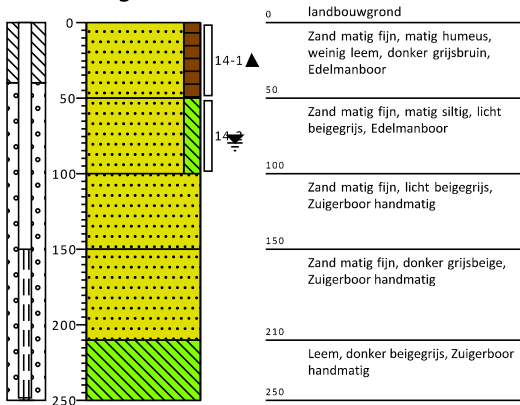 0
landbouwgrond
0
14-1
Zand matig fijn, matig humeus,
weinig leem, donker grijsbruin,
Edelmanboor
50
50
Zand matig fijn, matig siltig, licht
beigegrijs, Edelmanboor
100
100
Zand matig fijn, licht beigegrijs,
Zuigerboor handmatig
150
150
Zand matig fijn, donker grijsbeige,
Zuigerboor handmatig
200
210
Leem, donker beigegrijs, Zuigerboor
handmatig
250
250